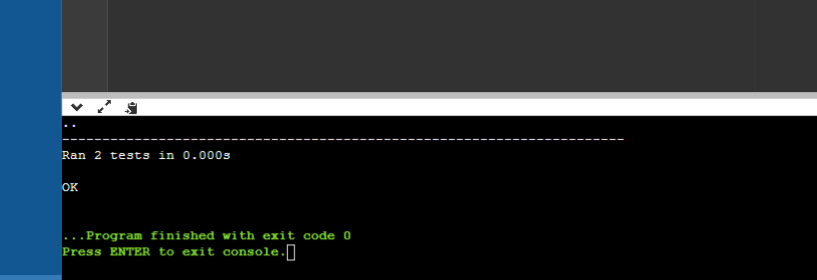 ..
----------------------------------------------------------------------
Ran 2 tests in 0.000s
OK
...Program finished with exit code 0
Press ENTER to exit console.